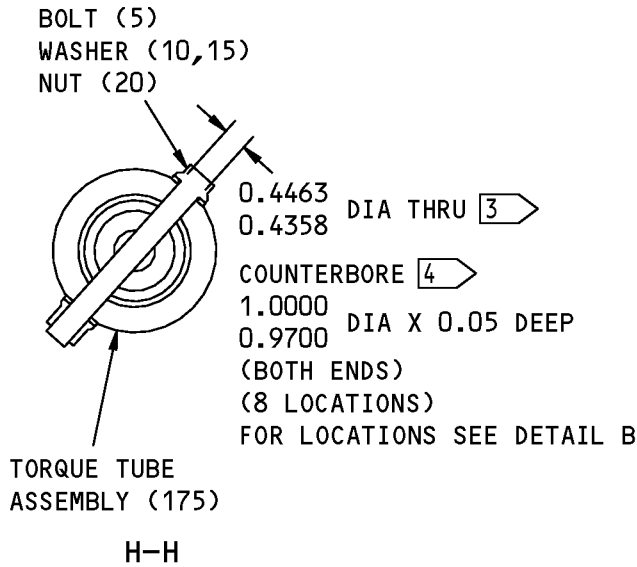 BOLT (5)
WASHER (10,15)
NUT (20)
0.4463
0.4358
DIA THRU 3
COUNTERBORE 4
1.0000
0.9700
DIA X 0.05 DEEP
(BOTH ENDS)
(8 LOCATIONS)
FOR LOCATIONS SEE DETAIL B
TORQUE TUBE
ASSEMBLY (175)
H-H